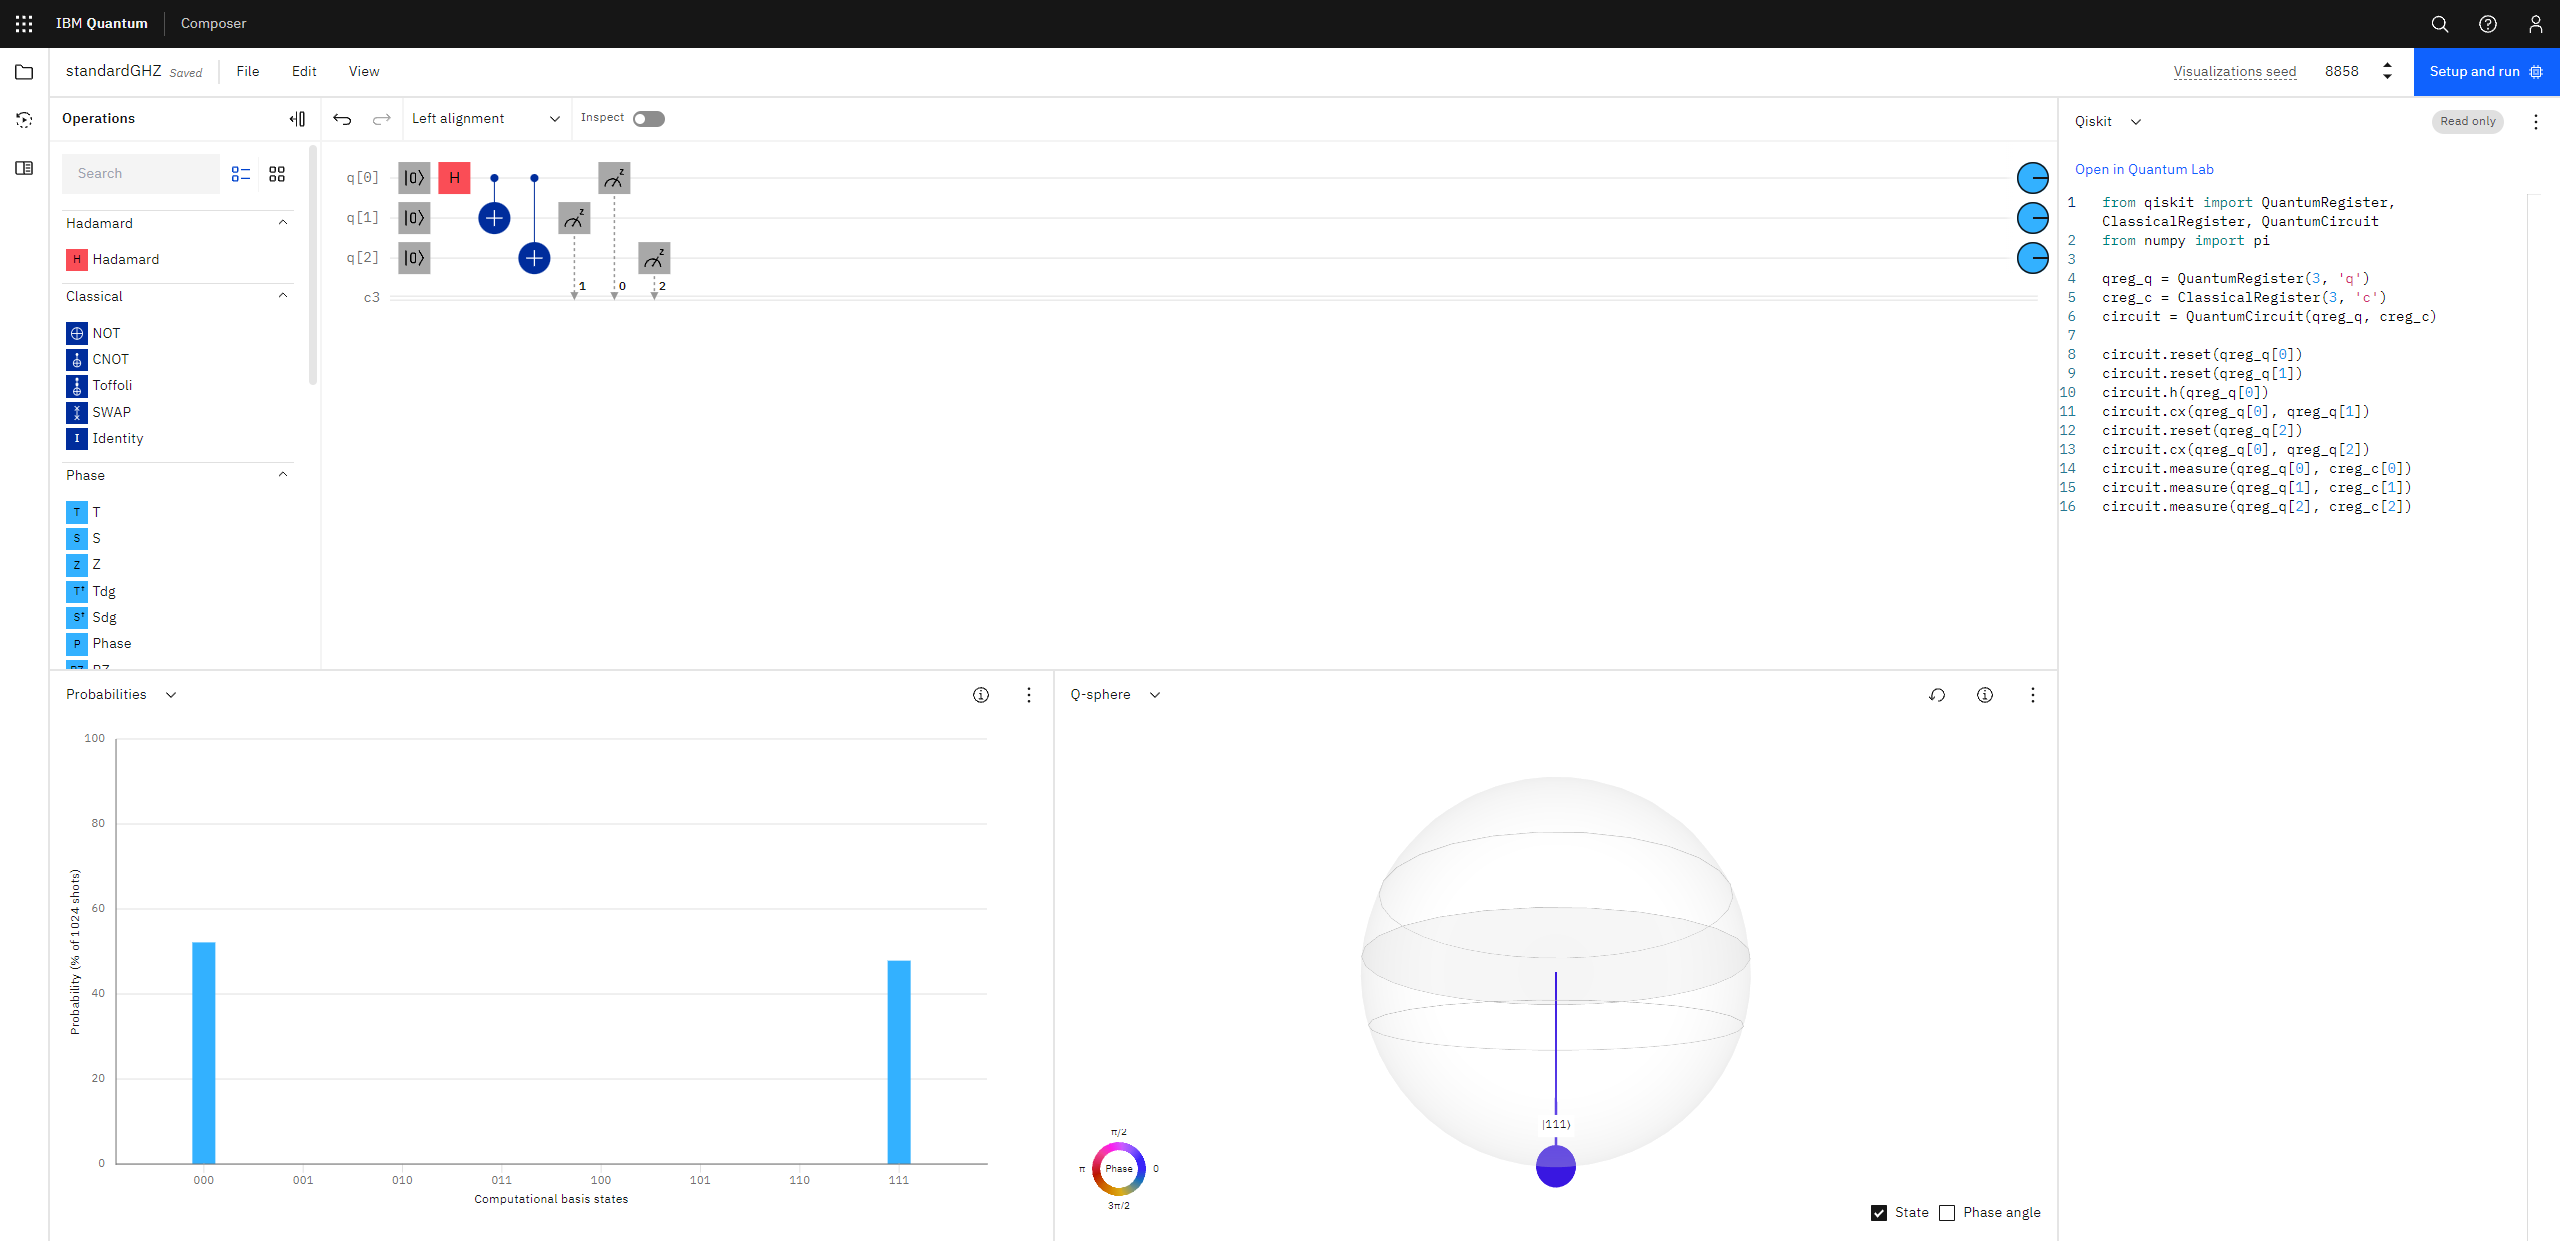 IBM Quantum Composer
standardGHZ Saved File Edit View Visualizations seed 8858 Setup and run
Operations
Search
Hadamard
H Hadamard
Classical
NOT
CNOT
Toffoli
SWAP
I Identity
Phase
T T
S S
Z Z
T† Tdg
S† Sdg
P Phase
RZ RZ
Left alignment Inspect
q[0] |0⟩ H z
q[1] |0⟩ z
q[2] |0⟩ z
1 0 2
c3
Qiskit Read only
Open in Quantum Lab
1 from qiskit import QuantumRegister,
ClassicalRegister, QuantumCircuit
2 from numpy import pi
3
4 qreg_q = QuantumRegister(3, 'q')
5 creg_c = ClassicalRegister(3, 'c')
6 circuit = QuantumCircuit(qreg_q, creg_c)
7
8 circuit.reset(qreg_q[0])
9 circuit.reset(qreg_q[1])
10 circuit.h(qreg_q[0])
11 circuit.cx(qreg_q[0], qreg_q[1])
12 circuit.reset(qreg_q[2])
13 circuit.cx(qreg_q[0], qreg_q[2])
14 circuit.measure(qreg_q[0], creg_c[0])
15 circuit.measure(qreg_q[1], creg_c[1])
16 circuit.measure(qreg_q[2], creg_c[2])
Probabilities
Probability (% of 1024 shots)
100
80
60
40
20
0
000 001 010 011 100 101 110 111
Computational basis states
Q-sphere
|111⟩
π/2
π Phase 0
3π/2
State Phase angle